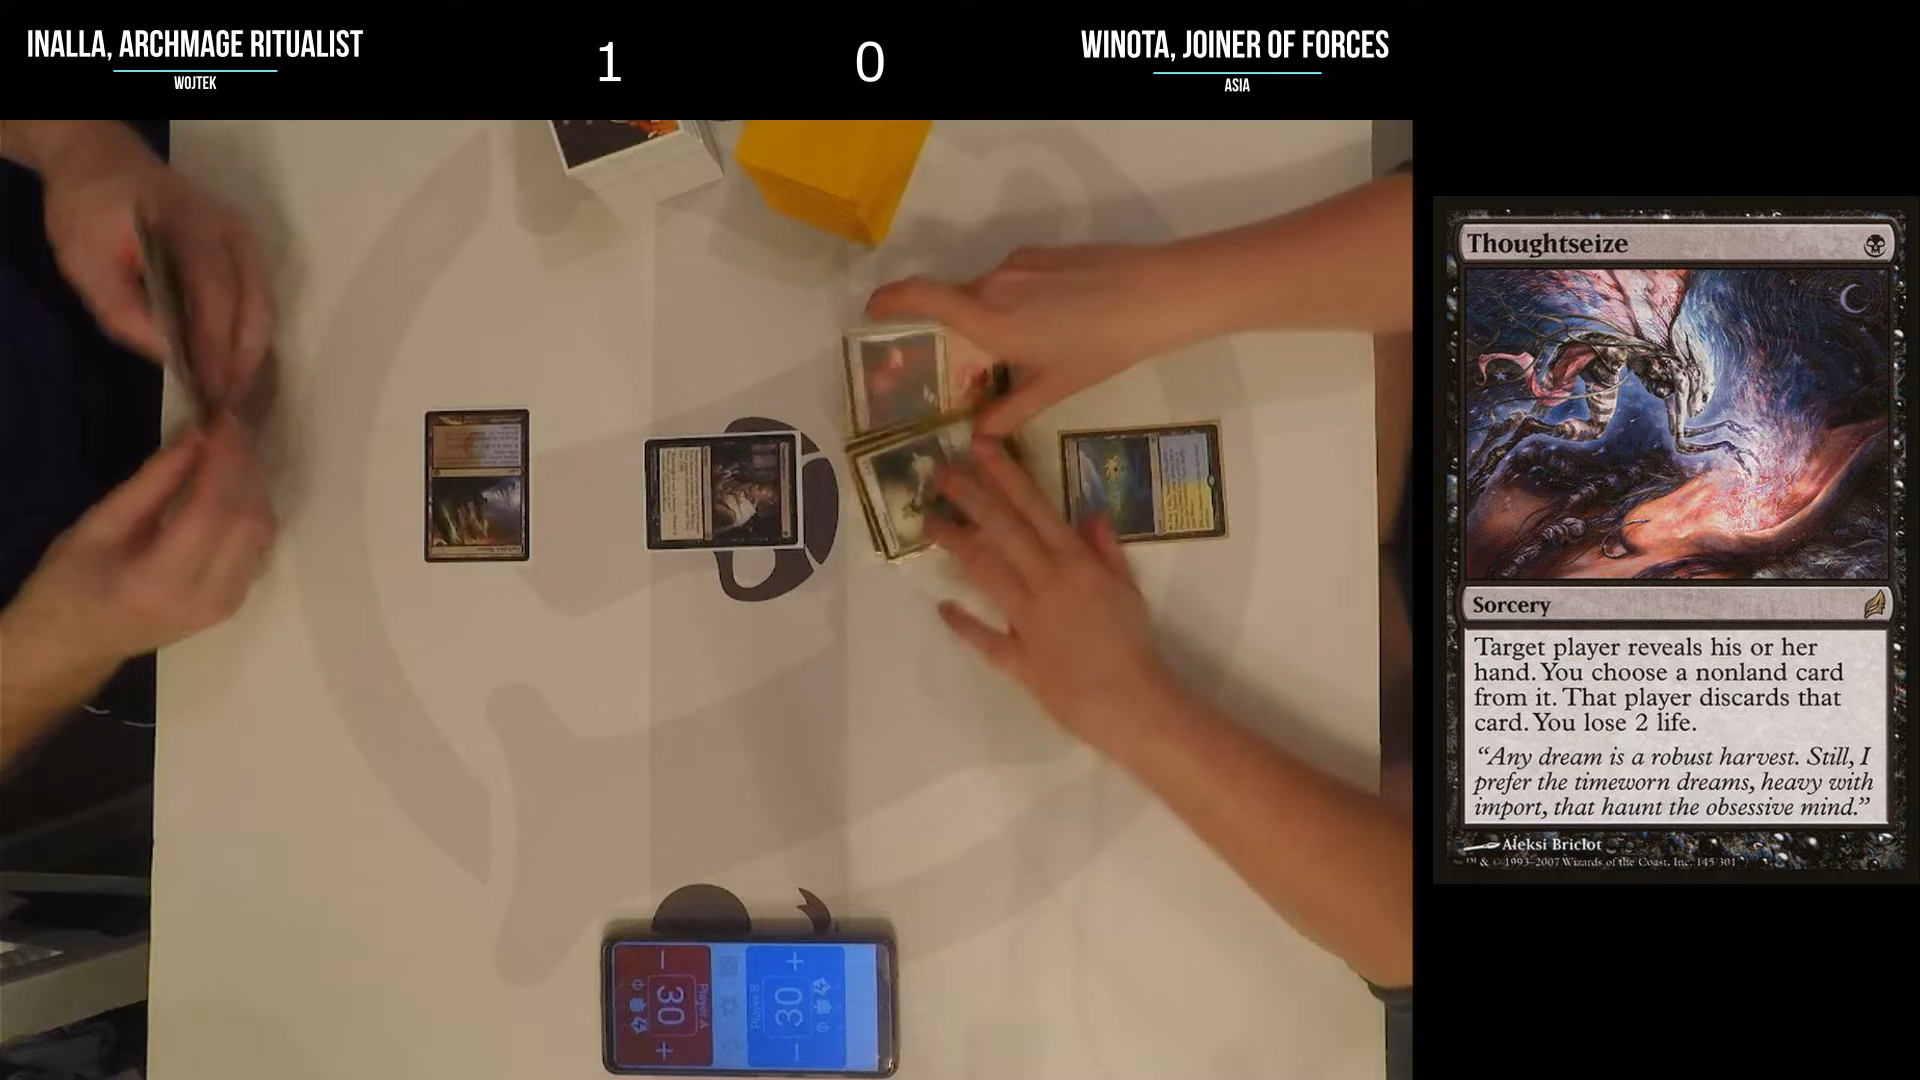 INALLA, ARCHMAGE RITUALIST
WOJTEK
1
0
WINOTA, JOINER OF FORCES
ASIA
Thoughtseize
Sorcery
Target player reveals his or her
hand. You choose a nonland card
from it. That player discards that
card. You lose 2 life.
“Any dream is a robust harvest. Still, I
prefer the timeworn dreams, heavy with
import, that haunt the obsessive mind.”
Aleksi Briclot
™ & © 1993–2007 Wizards of the Coast, Inc. 145/301
30
Player A
30
Player B